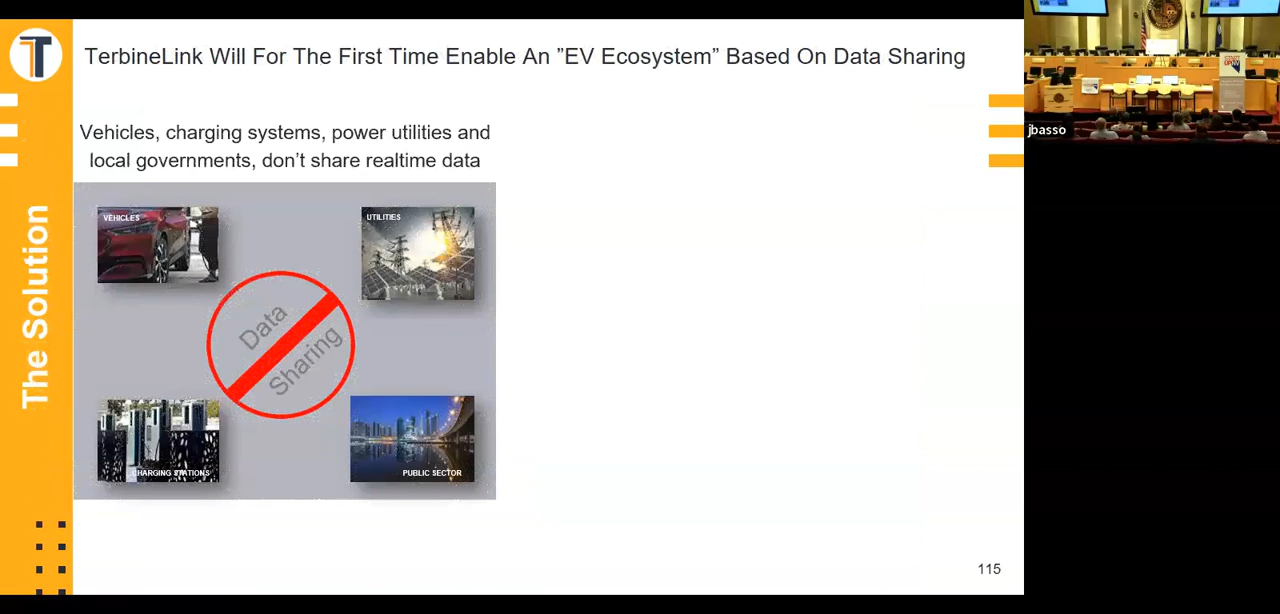 TerbineLink Will For The First Time Enable An ”EV Ecosystem” Based On Data Sharing
The Solution
Vehicles, charging systems, power utilities and
local governments, don’t share realtime data
VEHICLES
UTILITIES
Data
Sharing
CHARGING STATIONS
PUBLIC SECTOR
115
jbasso